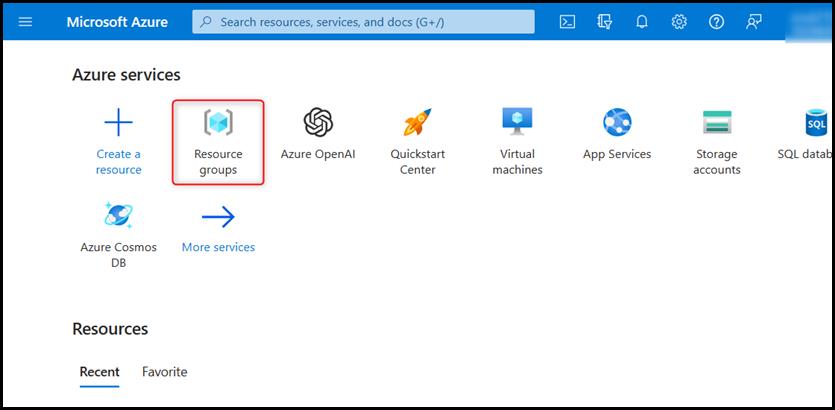 Microsoft Azure
Search resources, services, and docs (G+/)
Azure services
Create a
resource
Resource
groups
Azure OpenAI
Quickstart
Center
Virtual
machines
App Services
Storage
accounts
SQL
SQL datab
Azure Cosmos
DB
More services
Resources
Recent
Favorite